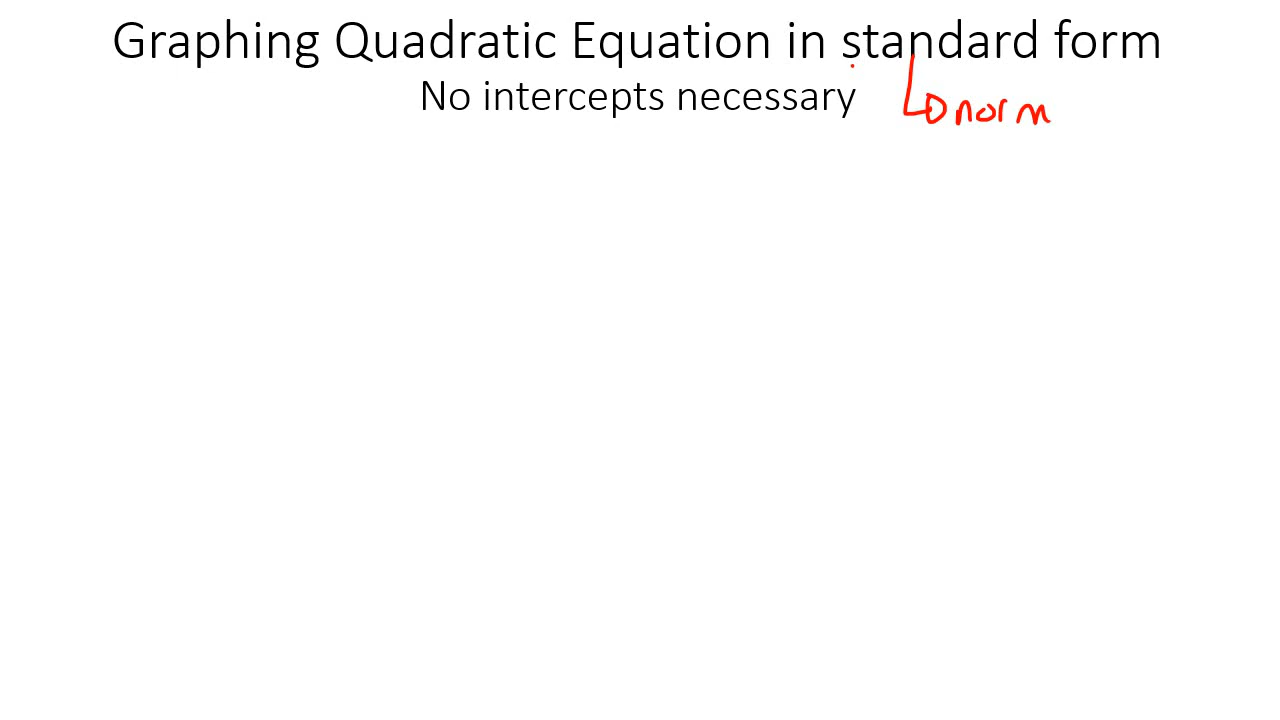 Graphing Quadratic Equation in standard form
No intercepts necessary
norm